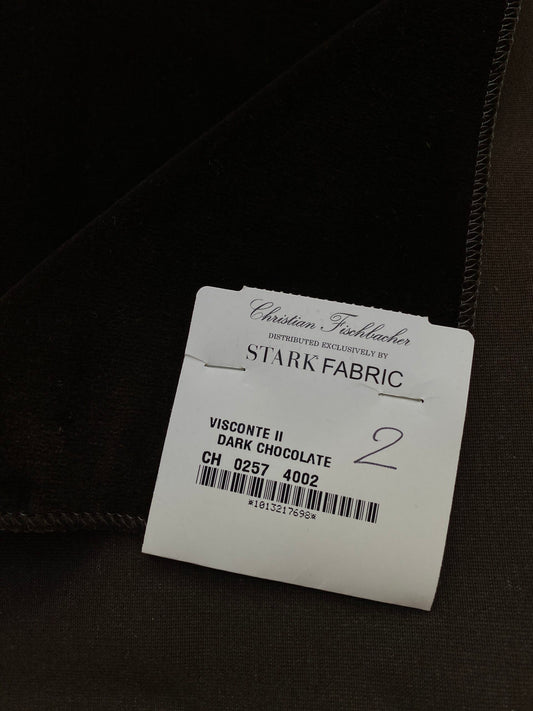 Christian Fischbacher
DISTRIBUTED EXCLUSIVELY BY
STARK FABRIC
VISCONTE II
DARK CHOCOLATE
2
CH 0257 4002
*1013217698*